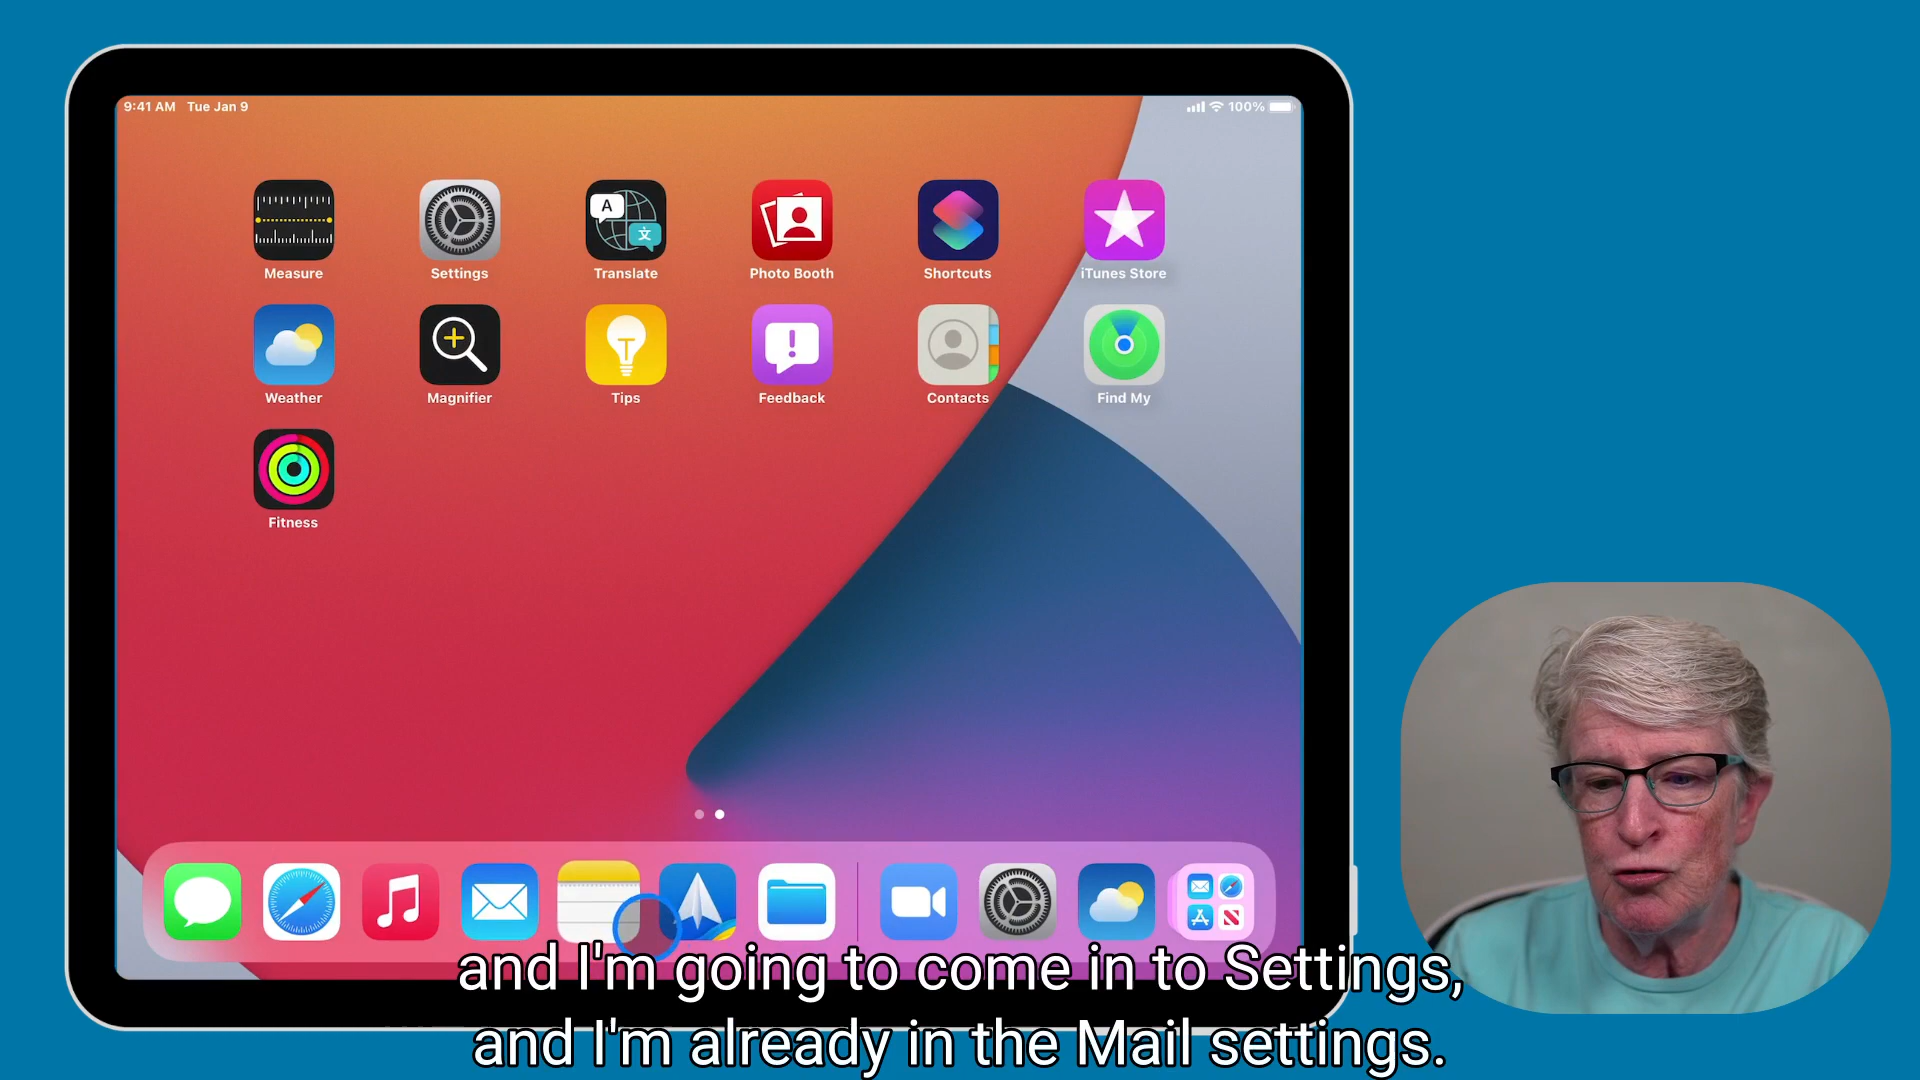 9:41 AM Tue Jan 9
100%
A
文
Measure
Settings
Translate
Photo Booth
Shortcuts
iTunes Store
Weather
Magnifier
Tips
Feedback
Contacts
Find My
Fitness
and I'm going to come in to Settings,
and I'm already in the Mail settings.